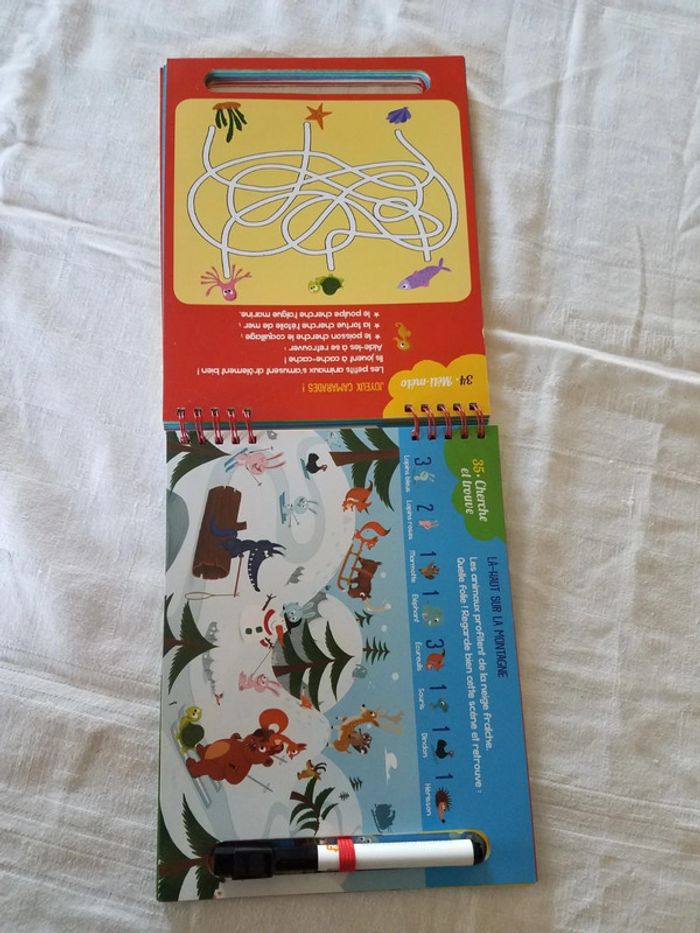 34• Méli-mélo
JOYEUX CAMARADES !
Les petits animaux s'amusent drôlement bien !
Ils jouent à cache-cache !
Aide-les à se retrouver :
★ le poisson cherche le coquillage ;
★ la tortue cherche l'étoile de mer ;
★ le poulpe cherche l'algue marine.
35• Cherche
et trouve
LÀ-HAUT SUR LA MONTAGNE
Les animaux profitent de la neige fraîche.
Quelle folie ! Regarde bien cette scène et retrouve :
3 2 1 1 3 1 1 1
Lapins bleus Lapins roses Marmotte Éléphant Écureuils Souris Dindon Hérisson